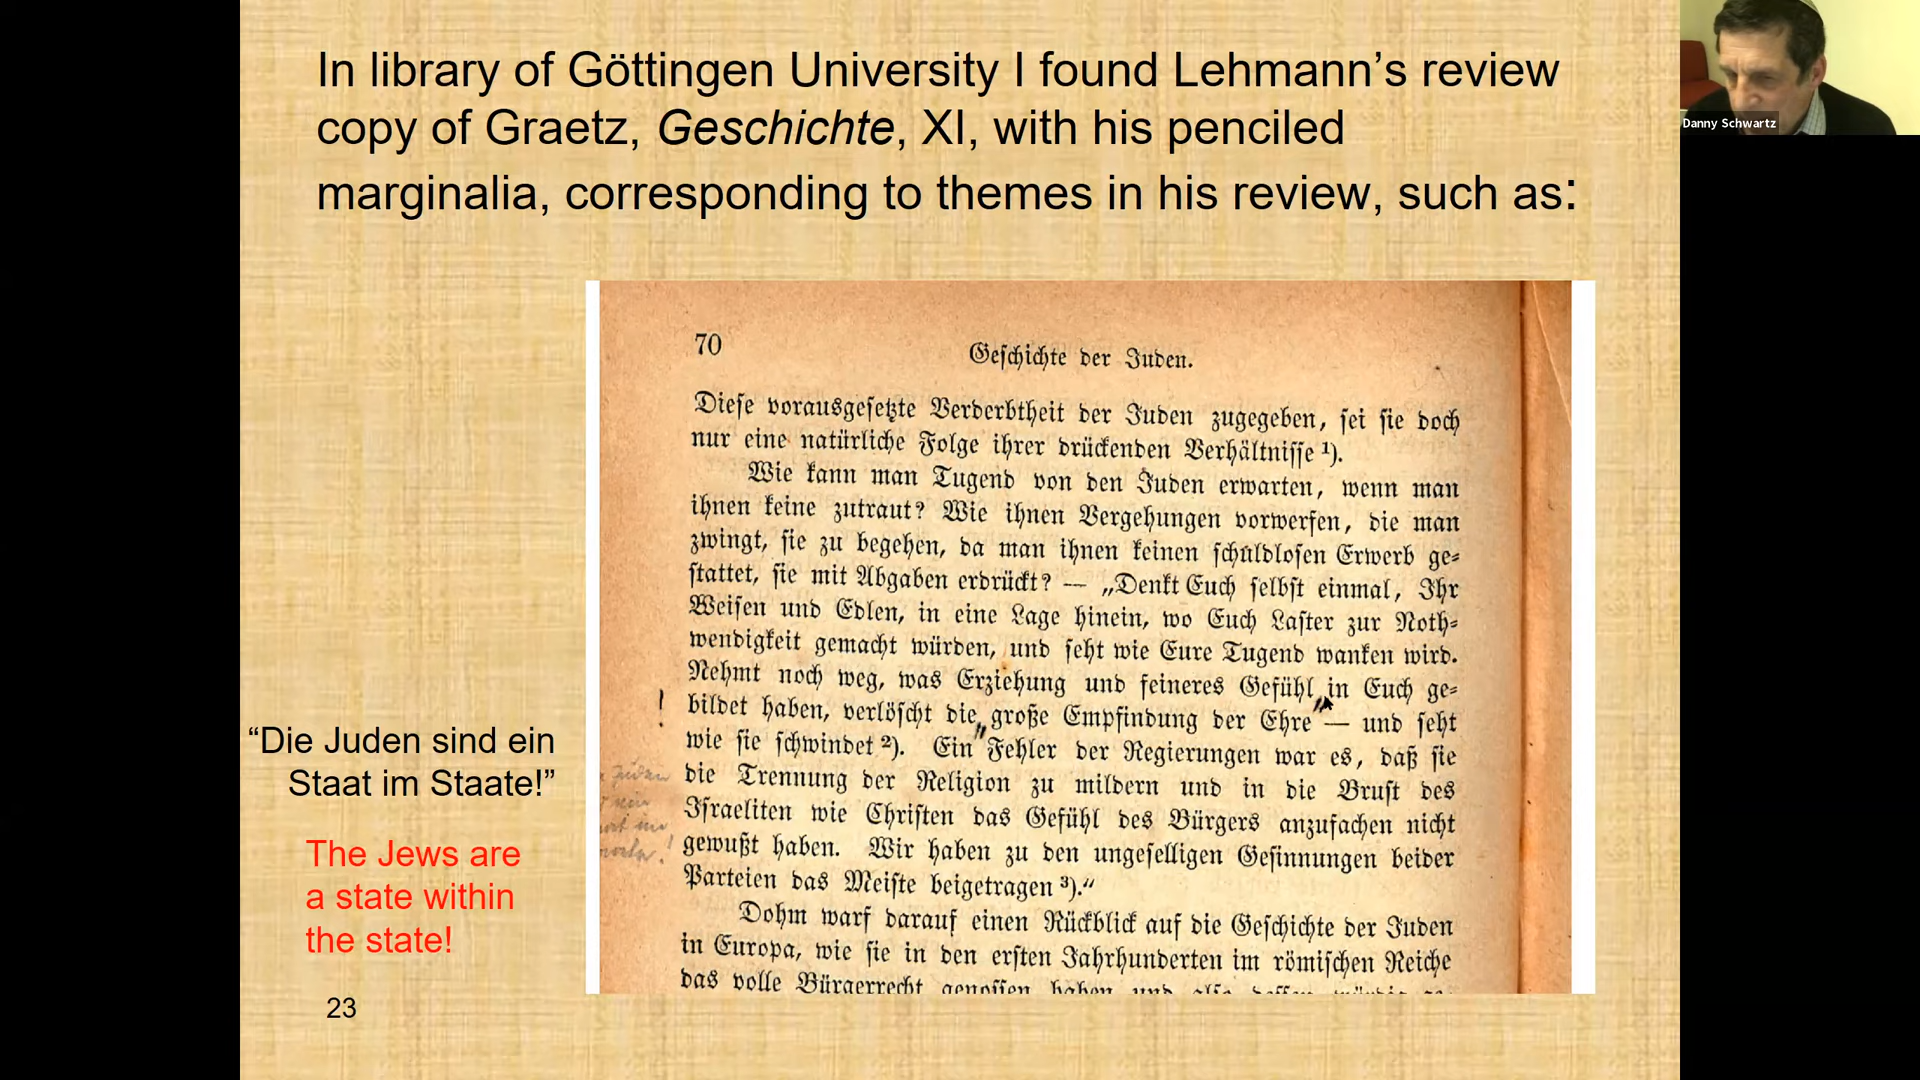 In library of Göttingen University I found Lehmann’s review
copy of Graetz, Geschichte, XI, with his penciled
marginalia, corresponding to themes in his review, such as:
Danny Schwartz
70
Geſchichte der Juden.
Dieſe vorausgeſetzte Verderbtheit der Juden zugegeben, ſei ſie doch
nur eine natürliche Folge ihrer drückenden Verhältniſſe ¹).
Wie kann man Tugend von den Juden erwarten, wenn man
ihnen keine zutraut? Wie ihnen Vergehungen vorwerfen, die man
zwingt, ſie zu begehen, da man ihnen keinen ſchuldloſen Erwerb ge⸗
ſtattet, ſie mit Abgaben erdrückt? — „Denkt Euch ſelbſt einmal, Ihr
Weiſen und Edlen, in eine Lage hinein, wo Euch Laſter zur Noth⸗
wendigkeit gemacht würden, und ſeht wie Eure Tugend wanken wird.
Nehmt noch weg, was Erziehung und feineres Gefühl in Euch ge⸗
! bildet haben, verlöſcht die „große Empfindung der Ehre“ — und ſeht
wie ſie ſchwindet ²). Ein Fehler der Regierungen war es, daß ſie
die Trennung der Religion zu mildern und in die Bruſt des
Iſraeliten wie Chriſten das Gefühl des Bürgers anzufachen nicht
gewußt haben. Wir haben zu den ungeſelligen Geſinnungen beider
Parteien das Meiſte beigetragen ³).“
Dohm warf darauf einen Rückblick auf die Geſchichte der Juden
in Europa, wie ſie in den erſten Jahrhunderten im römiſchen Reiche
das volle Bürgerrecht genoſſen haben und alſo deſſen
Juden
“Die Juden sind ein
Staat im Staate!”
The Jews are
a state within
the state!
23